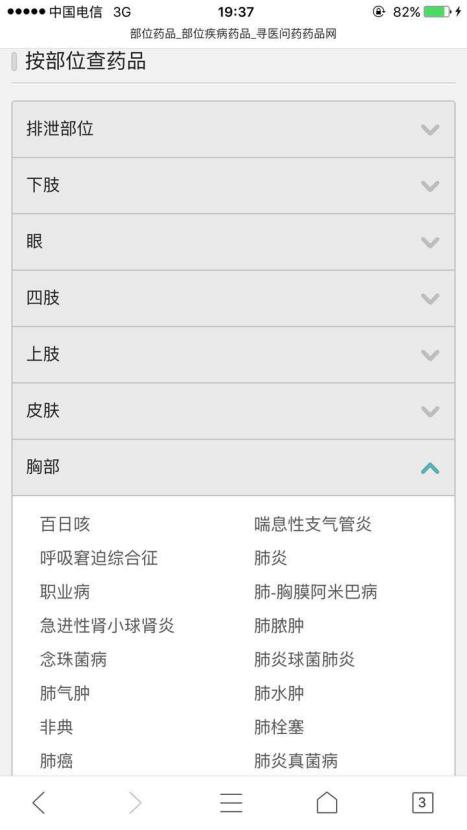 中国电信 3G 19:37 82%
部位药品_部位疾病药品_寻医问药药品网
按部位查药品
排泄部位
下肢
眼
四肢
上肢
皮肤
胸部
百日咳 喘息性支气管炎
呼吸窘迫综合征 肺炎
职业病 肺-胸膜阿米巴病
急进性肾小球肾炎 肺脓肿
念珠菌病 肺炎球菌肺炎
肺气肿 肺水肿
非典 肺栓塞
肺癌 肺炎真菌病
3